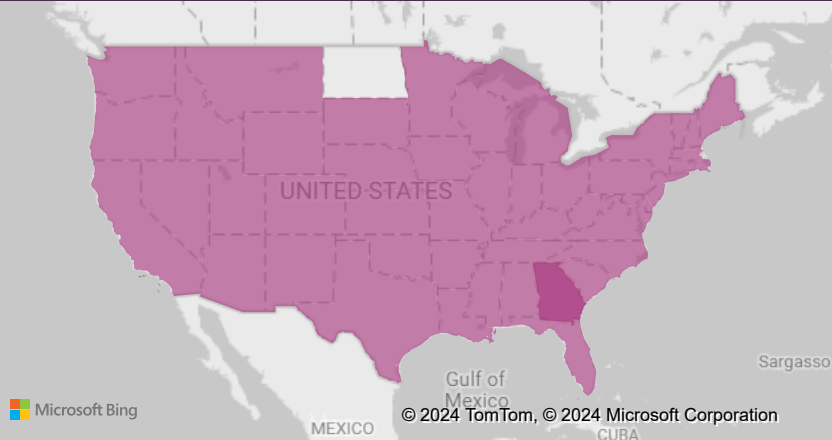 UNITED STATES
Sargasso
Gulf of
Mexico
Microsoft Bing
© 2024 TomTom, © 2024 Microsoft Corporation
MEXICO
CUBA